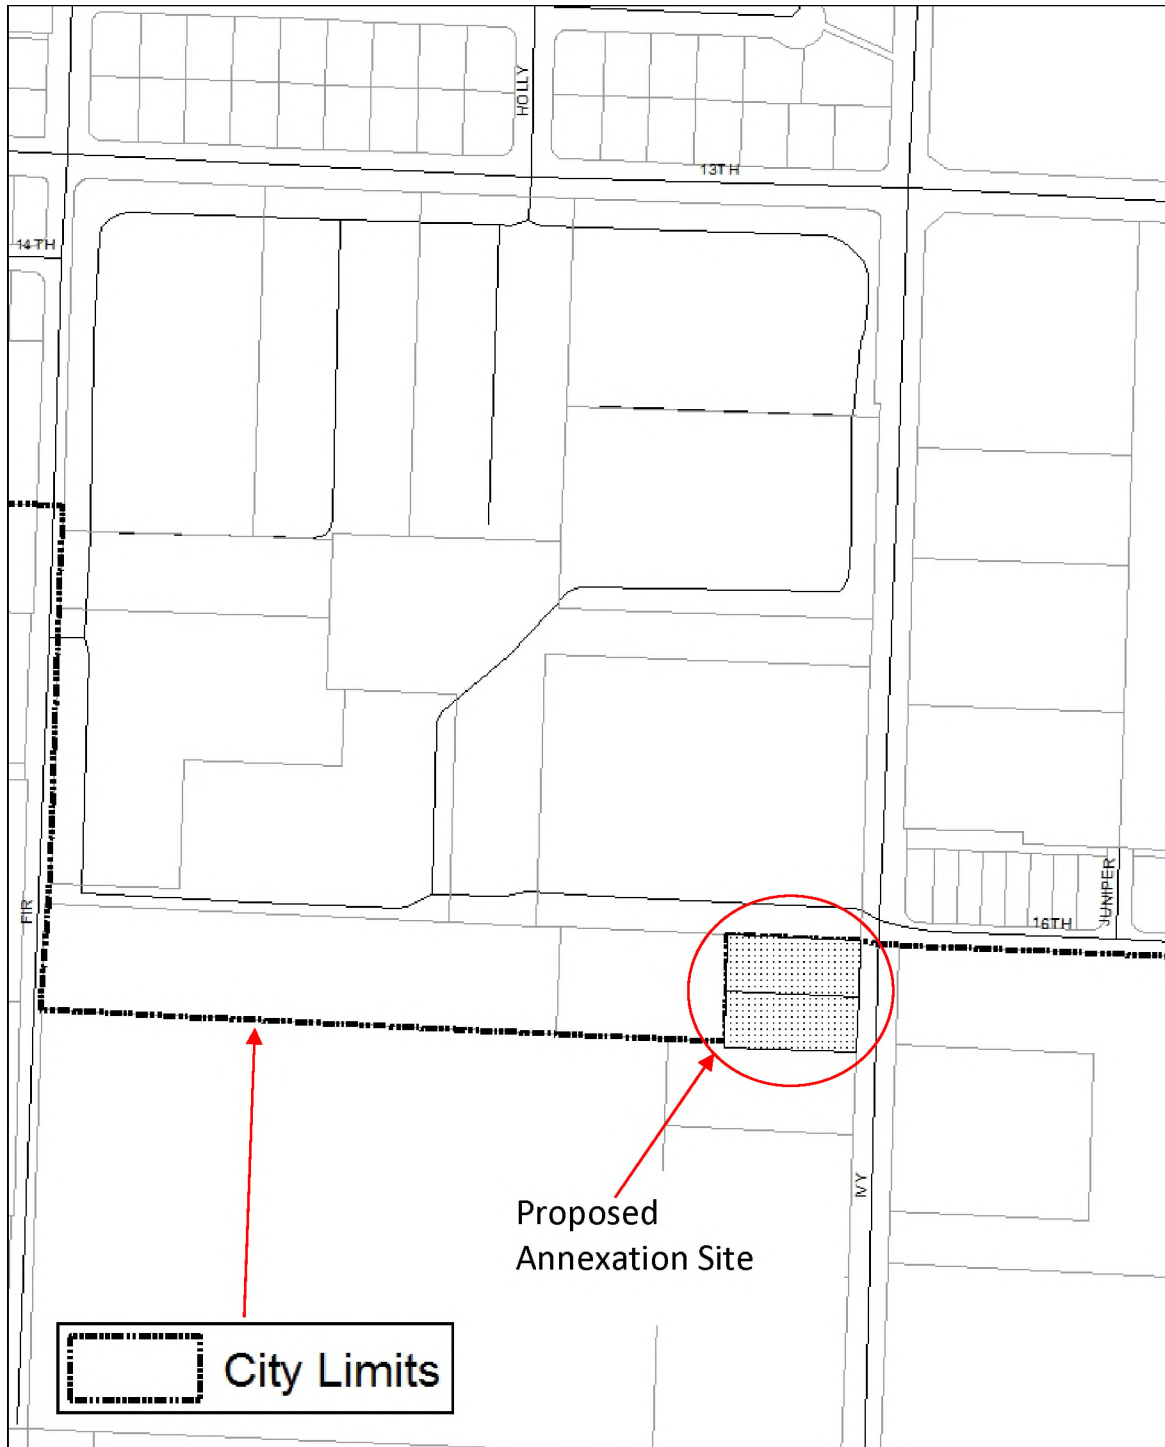 HOLLY
13TH
14TH
JUNIPER
FIR
16TH
IVY
Proposed
Annexation Site
City Limits